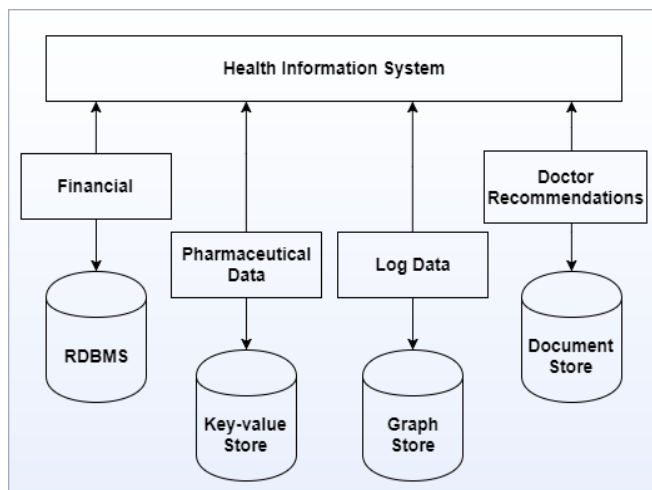 Health Information System
Financial
Doctor
Recommendations
Pharmaceutical
Data
Log Data
RDBMS
Document
Store
Key-value
Store
Graph
Store